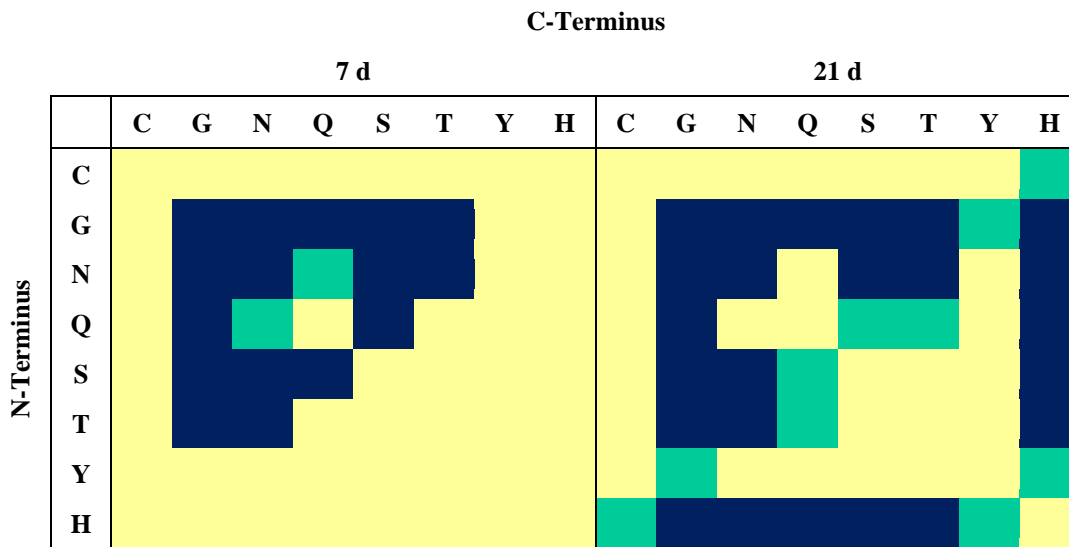 C-Terminus
7 d 21 d
C G N Q S T Y H C G N Q S T Y H
N-Terminus
C
G
N
Q
S
T
Y
H